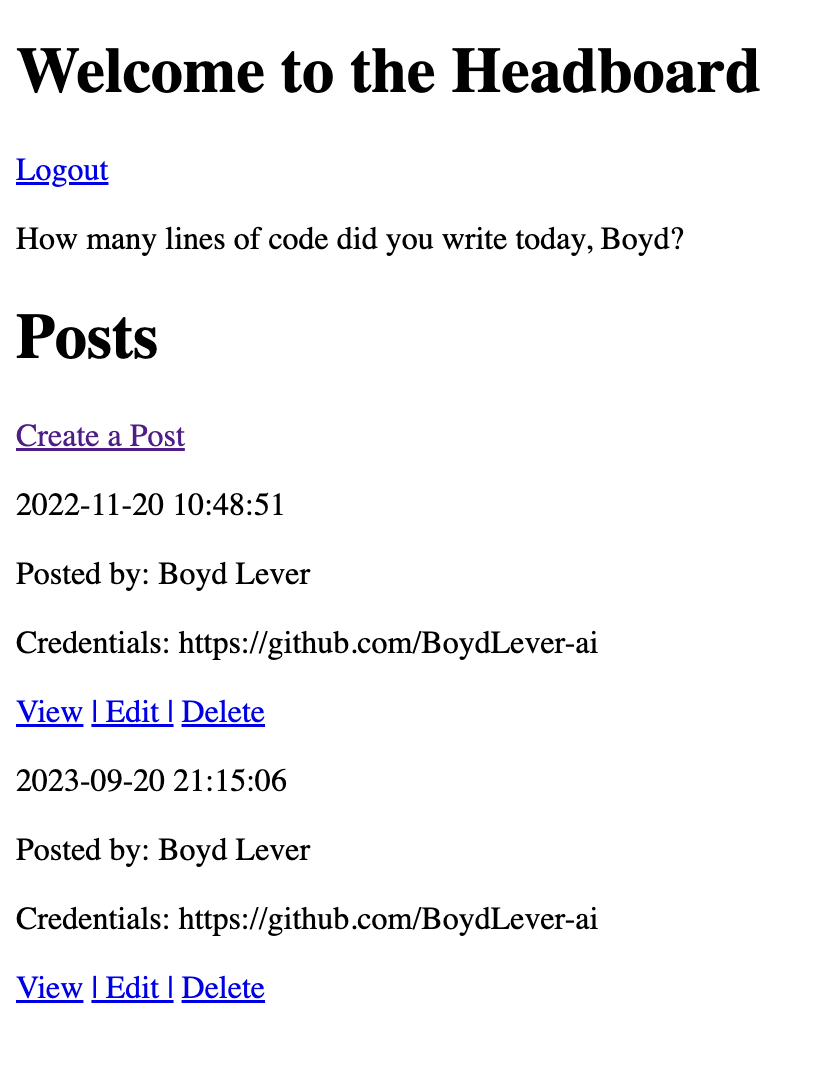 Welcome to the Headboard
Logout
How many lines of code did you write today, Boyd?
Posts
Create a Post
2022-11-20 10:48:51
Posted by: Boyd Lever
Credentials: https://github.com/BoydLever-ai
View | Edit | Delete
2023-09-20 21:15:06
Posted by: Boyd Lever
Credentials: https://github.com/BoydLever-ai
View | Edit | Delete